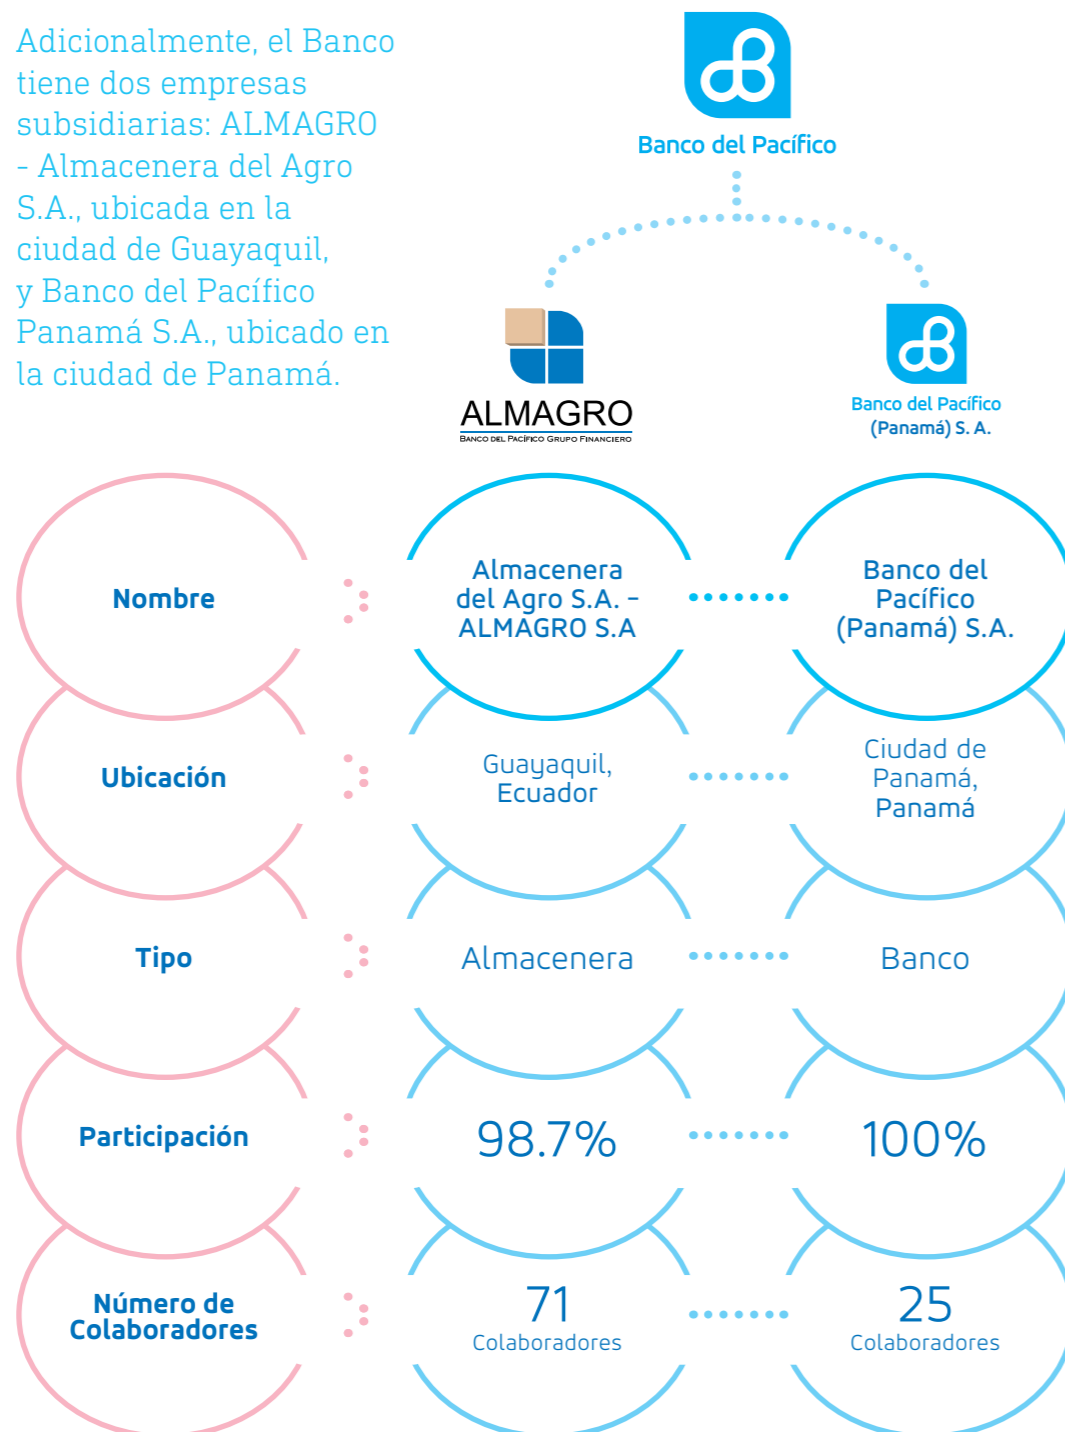 Adicionalmente, el Banco
tiene dos empresas
subsidiarias: ALMAGRO
- Almacenera del Agro
S.A., ubicada en la
ciudad de Guayaquil,
y Banco del Pacífico
Panamá S.A., ubicado en
la ciudad de Panamá.
Banco del Pacífico
ALMAGRO
BANCO DEL PACÍFICO GRUPO FINANCIERO
Banco del Pacífico
(Panamá) S. A.
Nombre
Almacenera
del Agro S.A. –
ALMAGRO S.A
Banco del
Pacífico
(Panamá) S.A.
Ubicación
Guayaquil,
Ecuador
Ciudad de
Panamá,
Panamá
Tipo
Almacenera
Banco
Participación
98.7%
100%
Número de
Colaboradores
71
Colaboradores
25
Colaboradores